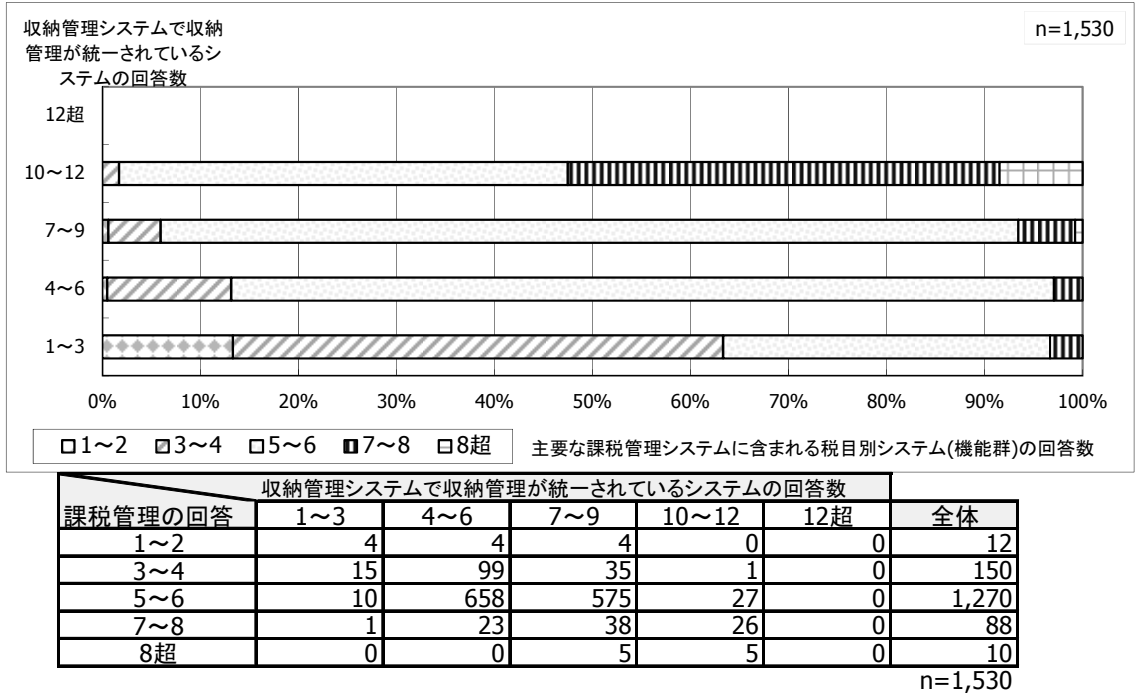 収納管理システムで収納
管理が統一されているシ
ステムの回答数
n=1,530
12超
10～12
7～9
4～6
1～3
0% 10% 20% 30% 40% 50% 60% 70% 80% 90% 100%
1～2 3～4 5～6 7～8 8超
主要な課税管理システムに含まれる税目別システム(機能群)の回答数
収納管理システムで収納管理が統一されているシステムの回答数
課税管理の回答 1～3 4～6 7～9 10～12 12超 全体
1～2 4 4 4 0 0 12
3～4 15 99 35 1 0 150
5～6 10 658 575 27 0 1,270
7～8 1 23 38 26 0 88
8超 0 0 5 5 0 10
n=1,530